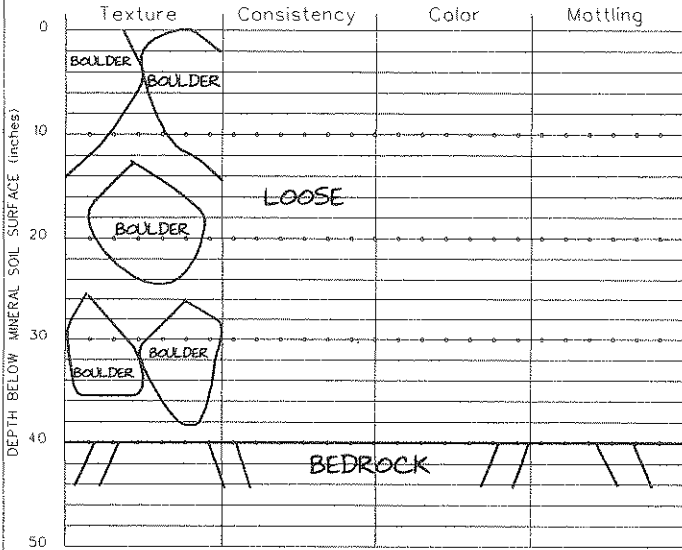 Texture Consistency Color Mottling
DEPTH BELOW MINERAL SOIL SURFACE (inches)
0
BOULDER
BOULDER
10
LOOSE
BOULDER
20
30
BOULDER
BOULDER
40
BEDROCK
50